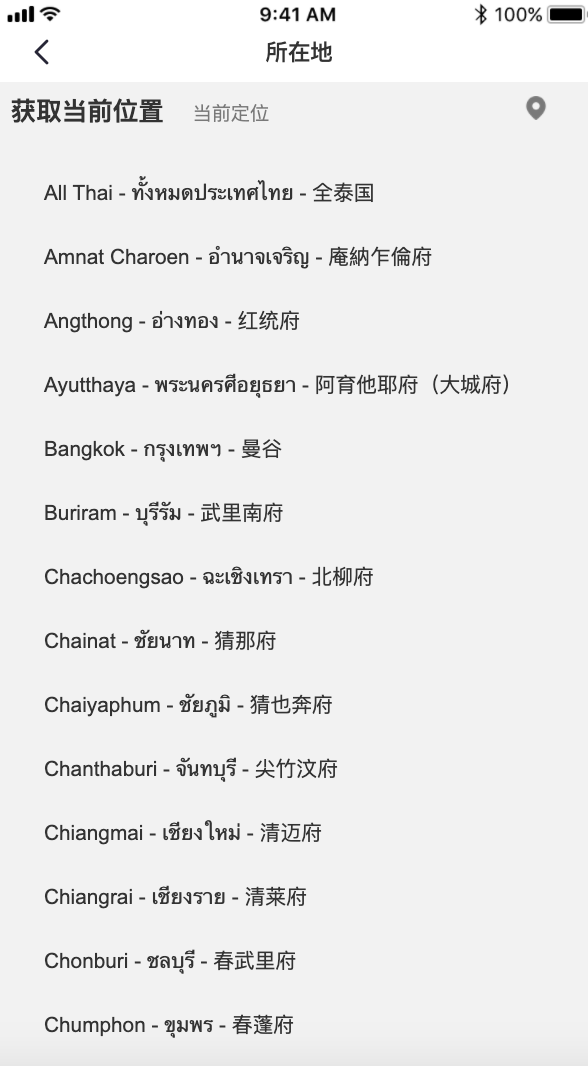 9:41 AM 100%
所在地
获取当前位置 当前定位
All Thai - ทั้งหมดประเทศไทย - 全泰国
Amnat Charoen - อำนาจเจริญ - 庵納乍倫府
Angthong - อ่างทอง - 红统府
Ayutthaya - พระนครศรีอยุธยา - 阿育他耶府（大城府）
Bangkok - กรุงเทพฯ - 曼谷
Buriram - บุรีรัม - 武里南府
Chachoengsao - ฉะเชิงเทรา - 北柳府
Chainat - ชัยนาท - 猜那府
Chaiyaphum - ชัยภูมิ - 猜也奔府
Chanthaburi - จันทบุรี - 尖竹汶府
Chiangmai - เชียงใหม่ - 清迈府
Chiangrai - เชียงราย - 清莱府
Chonburi - ชลบุรี - 春武里府
Chumphon - ชุมพร - 春蓬府